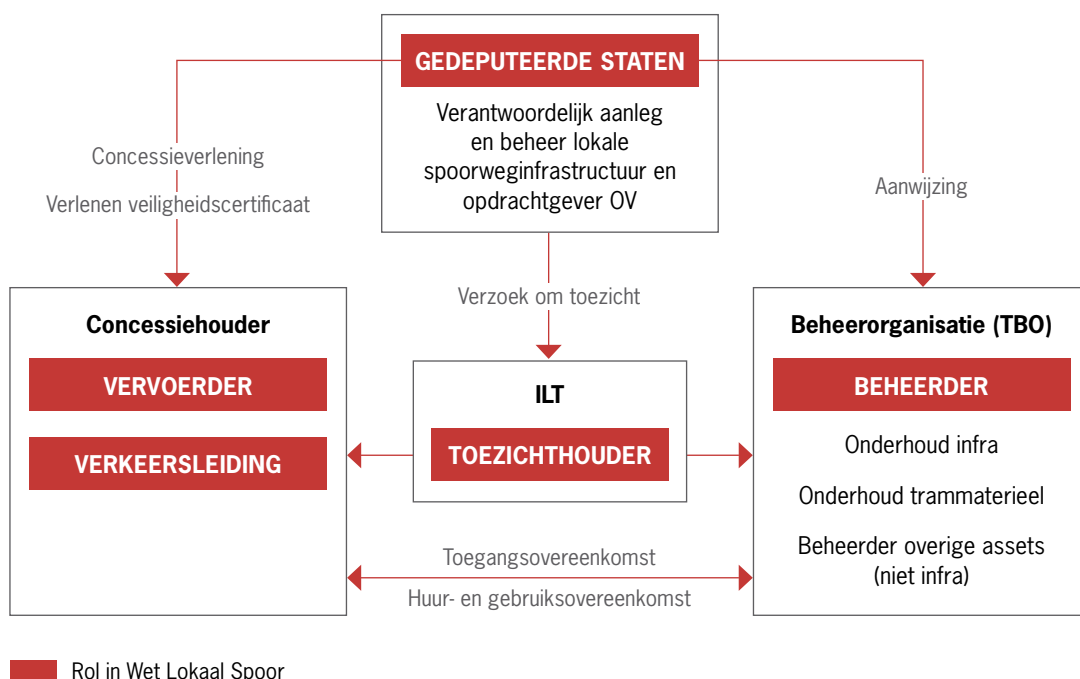 GEDEPUTEERDE STATEN
Verantwoordelijk aanleg
en beheer lokale
spoorweginfrastructuur en
opdrachtgever OV
Concessieverlening
Verlenen veiligheidscertificaat
Aanwijzing
Verzoek om toezicht
Concessiehouder
VERVOERDER
VERKEERSLEIDING
ILT
TOEZICHTHOUDER
Beheerorganisatie (TBO)
BEHEERDER
Onderhoud infra
Onderhoud trammaterieel
Beheerder overige assets
(niet infra)
Toegangsovereenkomst
Huur- en gebruiksovereenkomst
Rol in Wet Lokaal Spoor